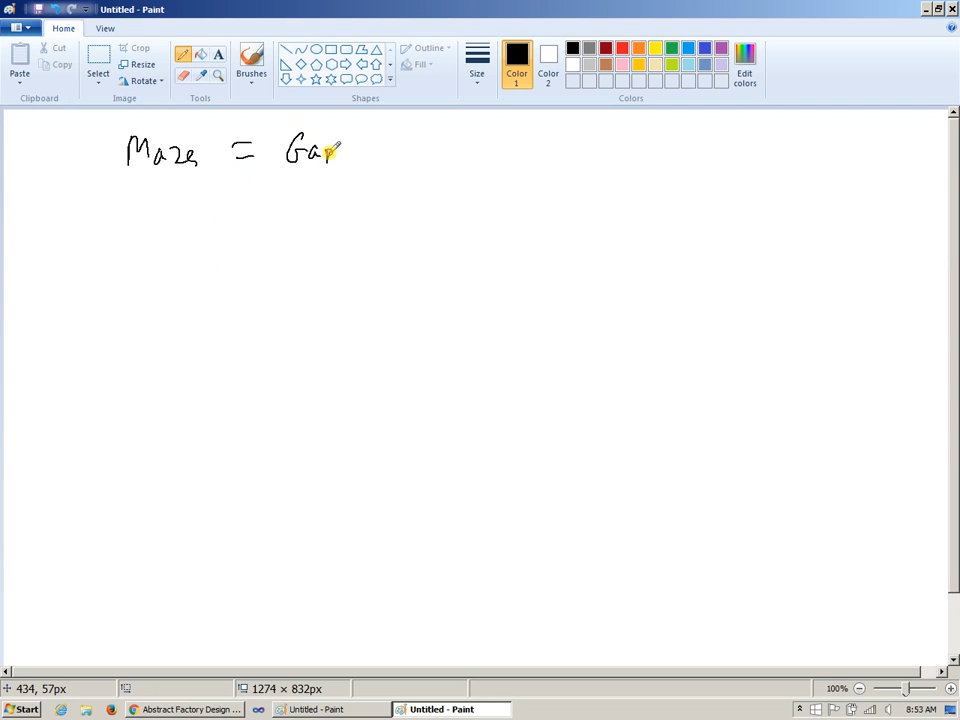 Untitled - Paint
Home View
Paste
Cut
Copy
Clipboard
Select
Crop
Resize
Rotate
Image
Tools
Brushes
Outline
Fill
Shapes
Size
Color 1
Color 2
Edit colors
Colors
=
434, 57px
1274 × 832px
100%
Start
Abstract Factory Design ...
Untitled - Paint
Untitled - Paint
8:53 AM